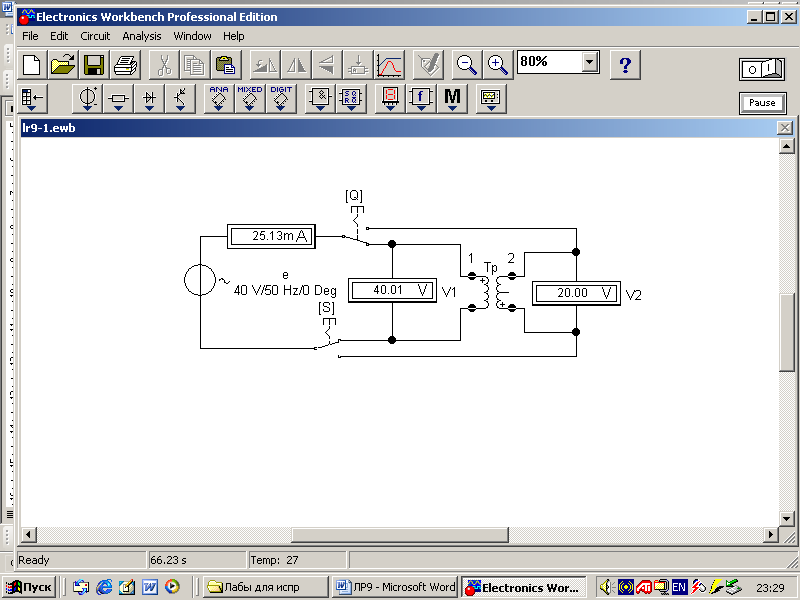 Electronics Workbench Professional Edition
File Edit Circuit Analysis Window Help
80%
?
O I
ANA MIXED DIGIT
&
f M
Pause
lr9-1.ewb
[Q]
25.13m A
1 2
Tp
e
40 V/50 Hz/0 Deg
40.01 V V1
20.00 V V2
[S]
Ready 66.23 s Temp: 27
Пуск Лабы для испр ЛР9 - Microsoft Word Electronics Wor... EN 23:29